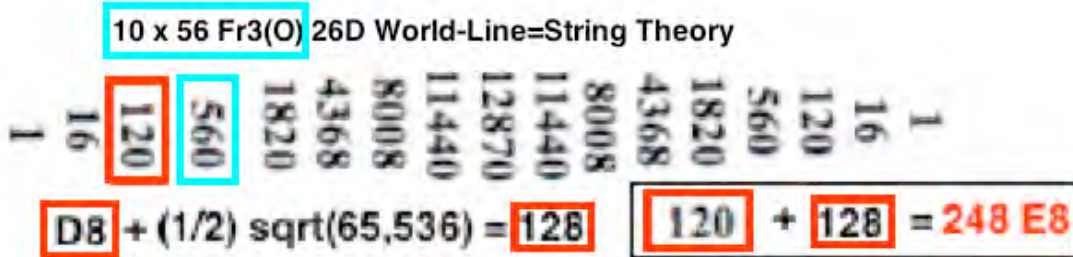 10 x 56 Fr3(O) 26D World-Line=String Theory
1 16 120 560 1820 4368 8008 11440 12870 11440 8008 4368 1820 560 120 16 1
D8 + (1/2) sqrt(65,536) = 128 120 + 128 = 248 E8